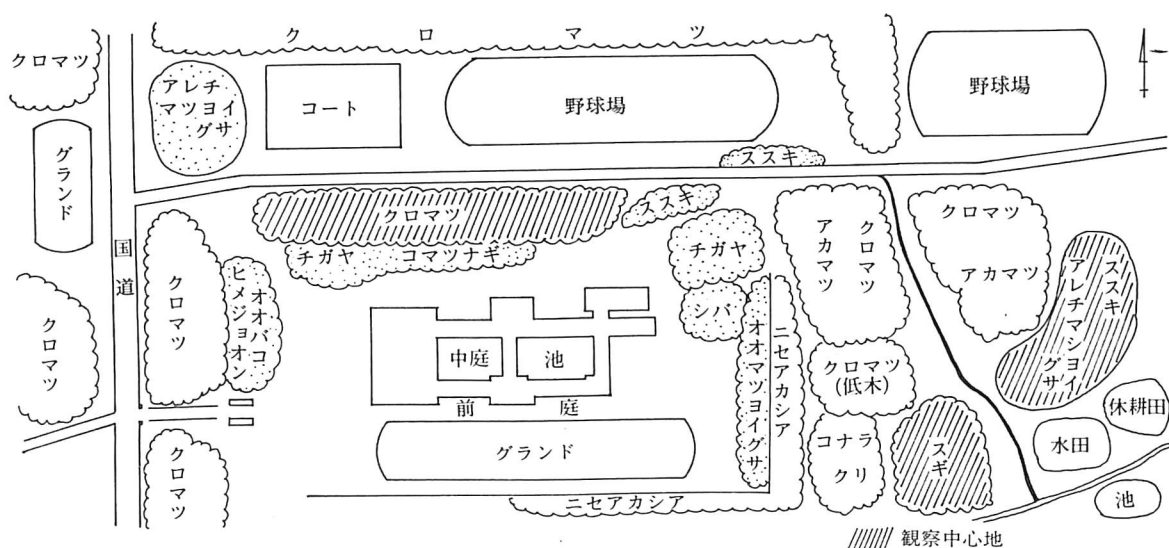 クロマツ
クロマツ
アレチ
マツヨイ
グサ
コート
野球場
野球場
グランド
ススキ
クロマツ
ススキ
チガヤ
コマツナギ
チガヤ
シバ
クロマツ
アカマツ
クロマツ
アカマツ
ススキ
アレチマシヨイ
グサ
国道
クロマツ
クロマツ
オオバコ
ヒメジョオン
中庭
池
前庭
グランド
オオマツヨイグサ
ニセアカシア
クロマツ
(低木)
コナラ
クリ
スギ
休耕田
水田
池
クロマツ
ニセアカシア
観察中心地